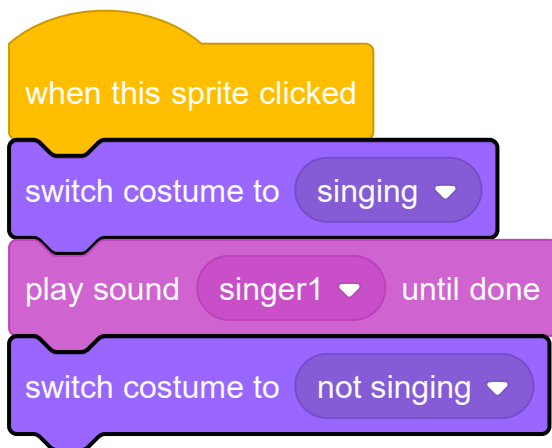 when this sprite clicked
switch costume to singing
play sound singer1 until done
switch costume to not singing